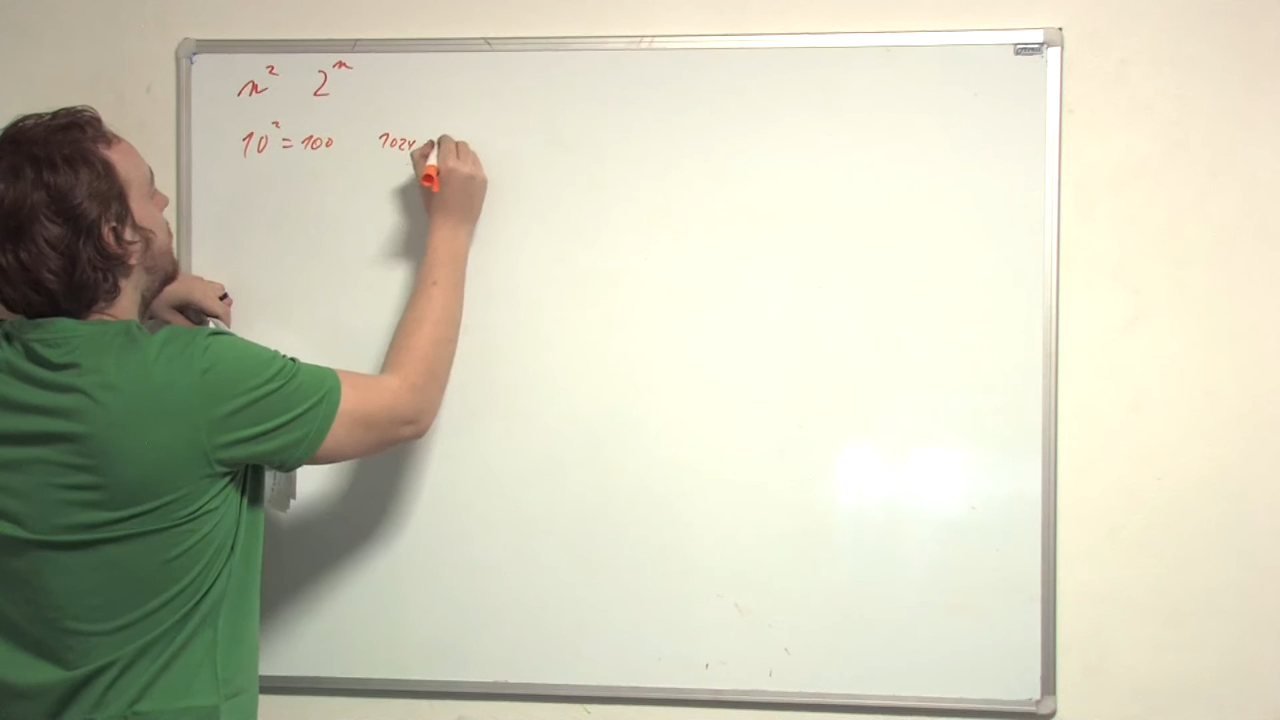 n² 2ⁿ
10² = 100 1024